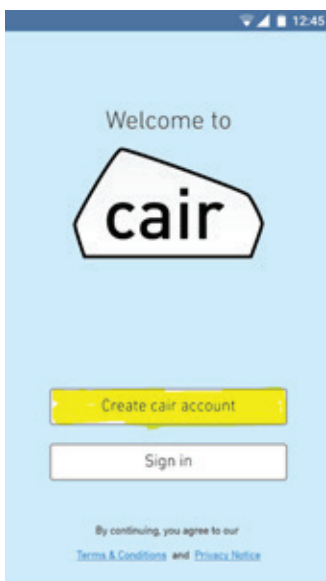 12:45
Welcome to
cair
Create cair account
Sign in
By continuing, you agree to our
Terms & Conditions and Privacy Notice